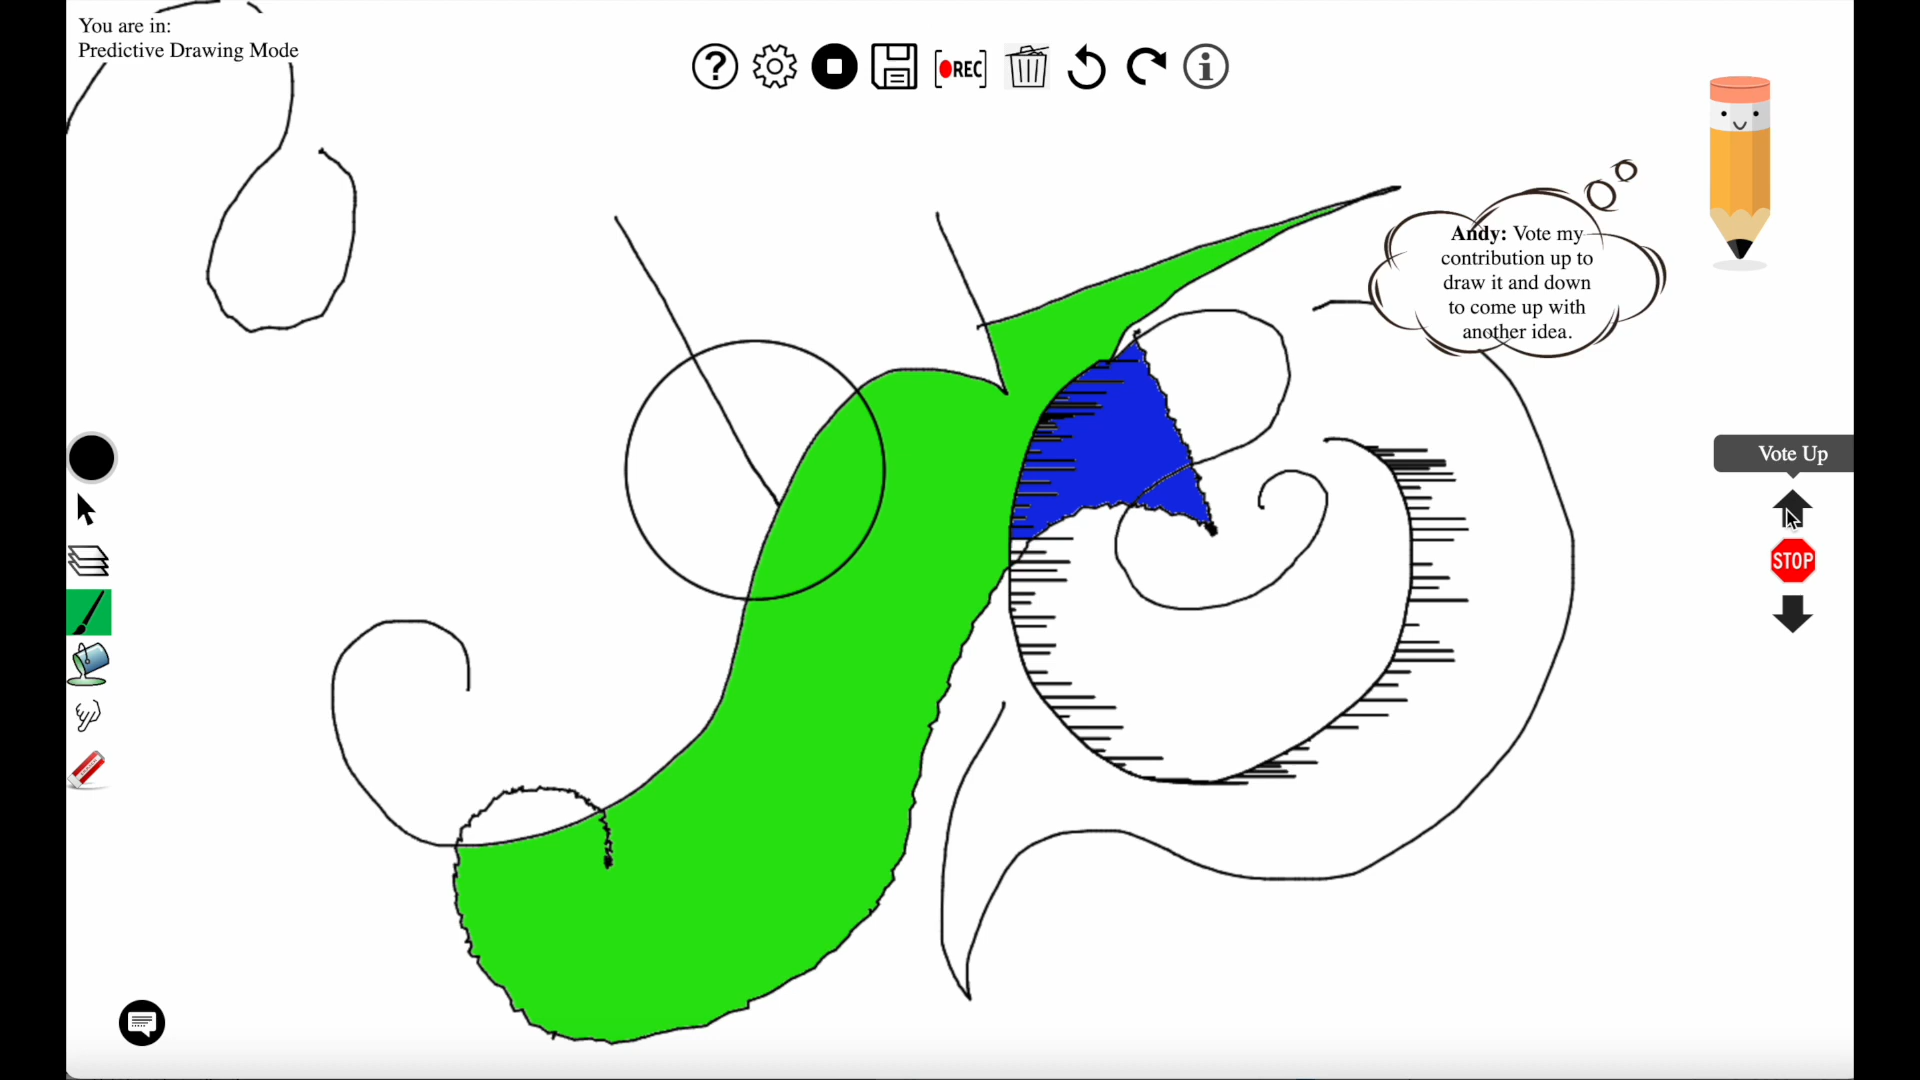 You are in:
Predictive Drawing Mode
?
REC
i
Andy: Vote my
contribution up to
draw it and down
to come up with
another idea.
Vote Up
STOP